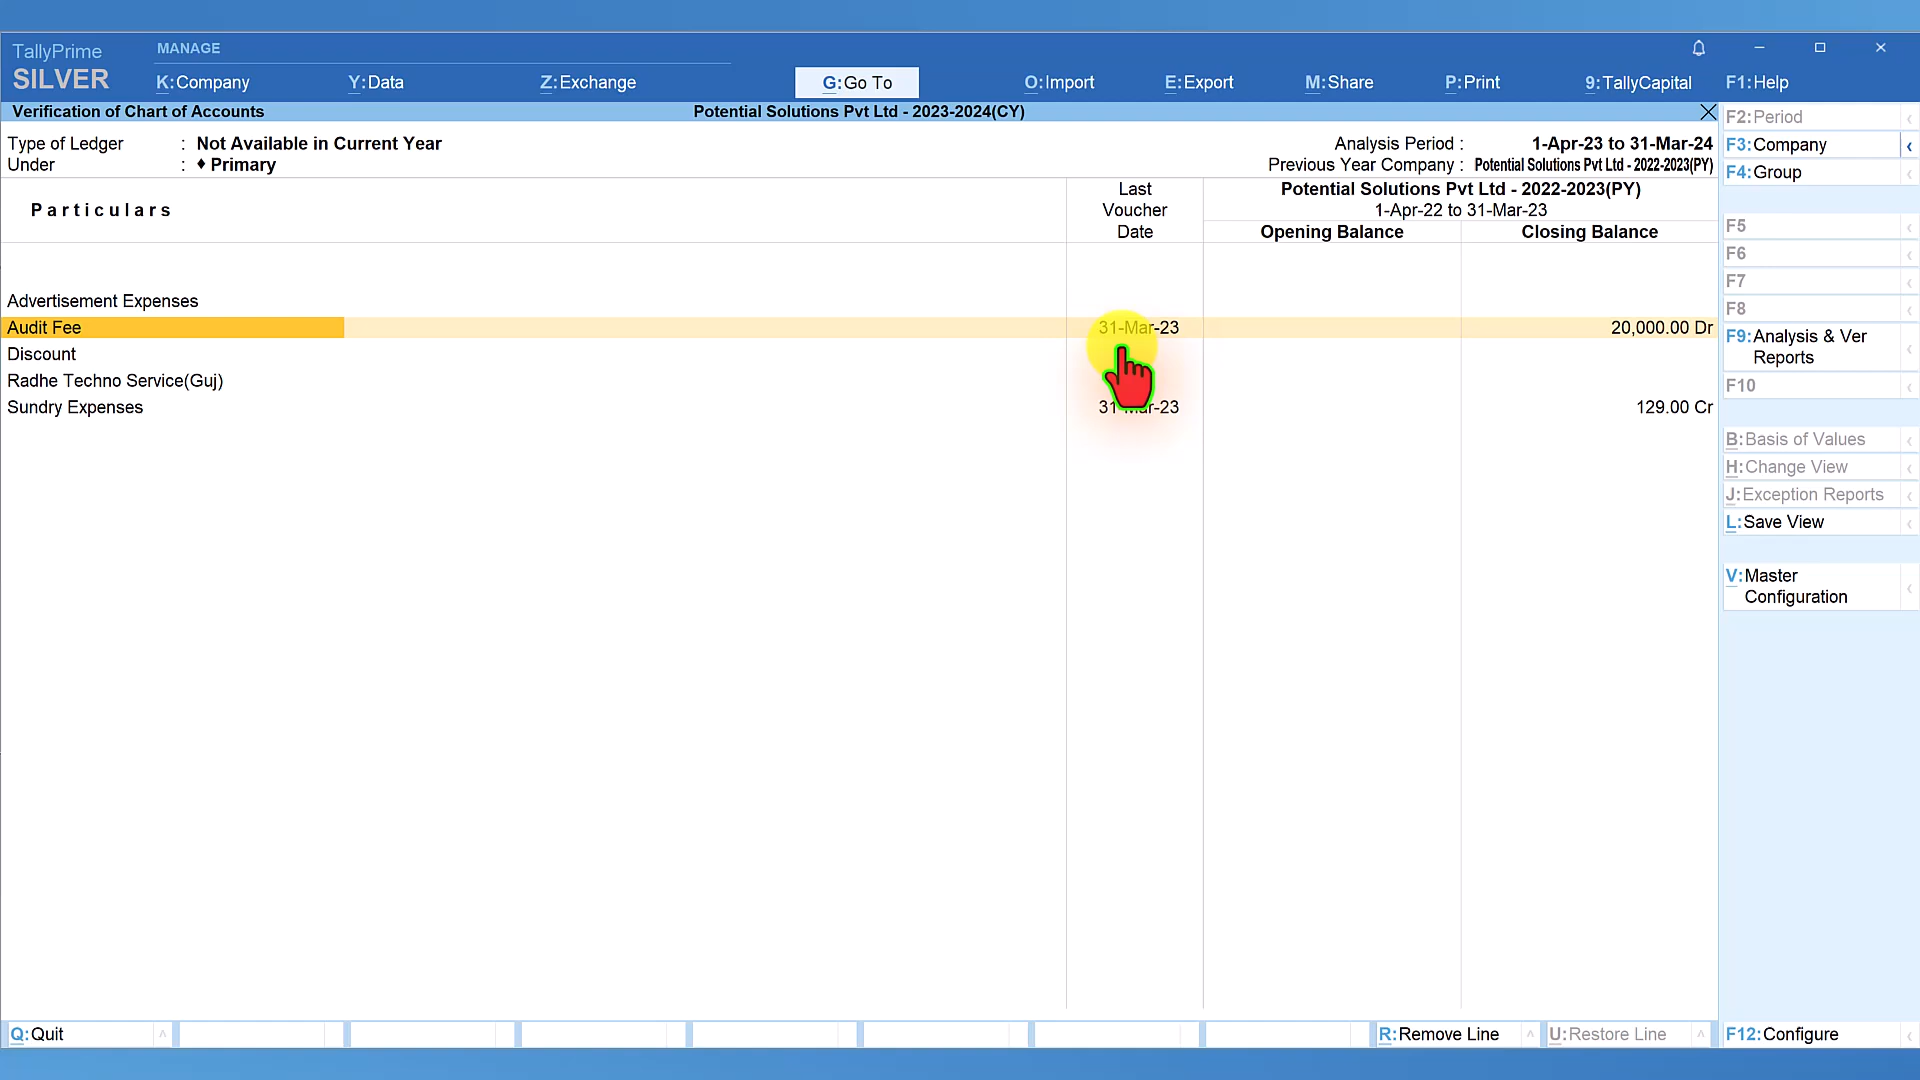 TallyPrime
SILVER
MANAGE
K:Company Y:Data Z:Exchange G:Go To O:Import E:Export M:Share P:Print 9:TallyCapital F1:Help
Verification of Chart of Accounts Potential Solutions Pvt Ltd - 2023-2024(CY)
Type of Ledger : Not Available in Current Year Analysis Period : 1-Apr-23 to 31-Mar-24
Under : ♦ Primary Previous Year Company : Potential Solutions Pvt Ltd - 2022-2023(PY)
Particulars
Last
Voucher
Date
Potential Solutions Pvt Ltd - 2022-2023(PY)
1-Apr-22 to 31-Mar-23
Opening Balance Closing Balance
Advertisement Expenses
Audit Fee 31-Mar-23 20,000.00 Dr
Discount
Radhe Techno Service(Guj)
Sundry Expenses 31-Mar-23 129.00 Cr
F2:Period
F3:Company
F4:Group
F5
F6
F7
F8
F9:Analysis & Ver
Reports
F10
B:Basis of Values
H:Change View
J:Exception Reports
L:Save View
V:Master
Configuration
Q:Quit R:Remove Line U:Restore Line F12:Configure